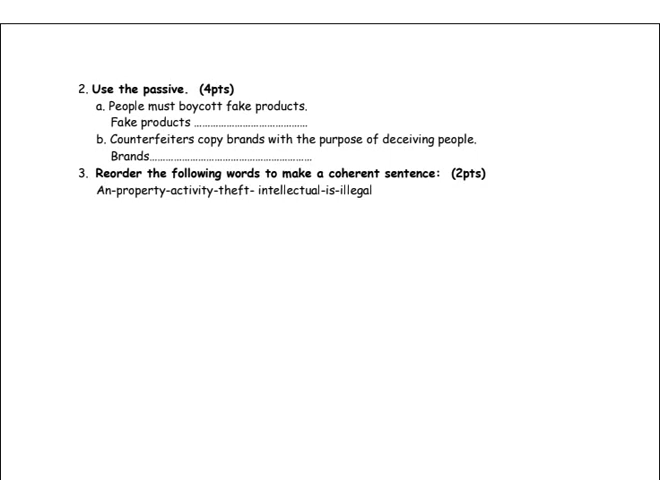 2. Use the passive. (4pts)
a. People must boycott fake products.
Fake products ..........................................
b. Counterfeiters copy brands with the purpose of deceiving people.
Brands............................................................
3. Reorder the following words to make a coherent sentence: (2pts)
An-property-activity-theft- intellectual-is-illegal